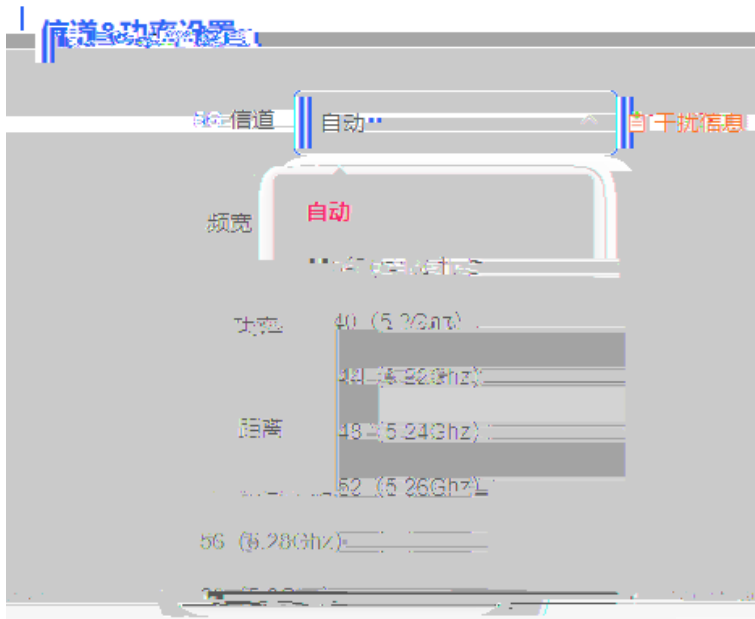 信道&功率设置
5G 信道 自动 干扰信息
频宽 自动
功率 40 (5.2Ghz)
44 (5.22Ghz)
距离 48 (5.24Ghz)
52 (5.26Ghz)
56 (5.28Ghz)